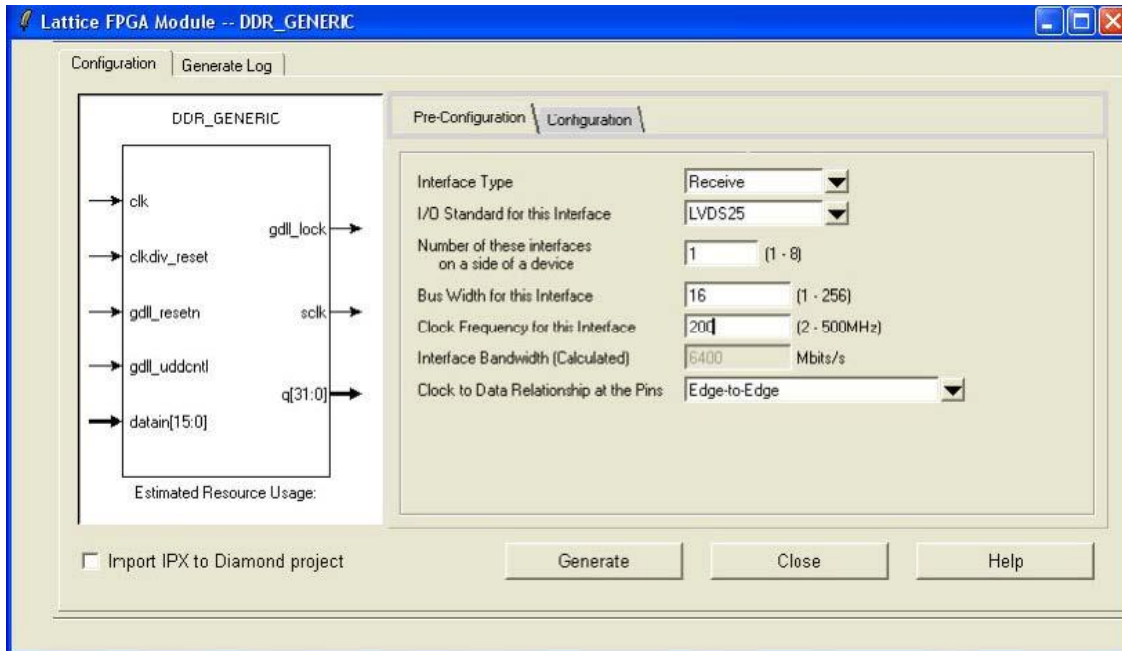 Lattice FPGA Module -- DDR_GENERIC
Configuration Generate Log
DDR_GENERIC
clk
clkdiv_reset
gdll_resetn
gdll_uddcntl
datain[15:0]
gdll_lock
sclk
q[31:0]
Estimated Resource Usage:
Pre-Configuration Configuration
Interface Type Receive
I/O Standard for this Interface LVDS25
Number of these interfaces
on a side of a device 1 (1 - 8)
Bus Width for this Interface 16 (1 - 256)
Clock Frequency for this Interface 200 (2 - 500MHz)
Interface Bandwidth (Calculated) 6400 Mbits/s
Clock to Data Relationship at the Pins Edge-to-Edge
Import IPX to Diamond project Generate Close Help